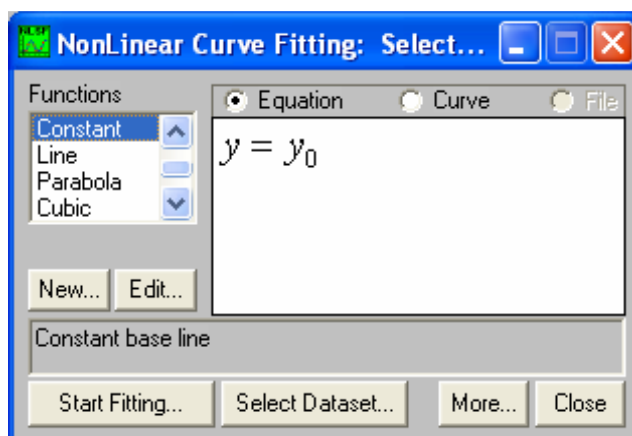 NonLinear Curve Fitting: Select...
Functions
Equation Curve File
Constant
Line
Parabola
Cubic
y = y₀
New... Edit...
Constant base line
Start Fitting... Select Dataset... More... Close